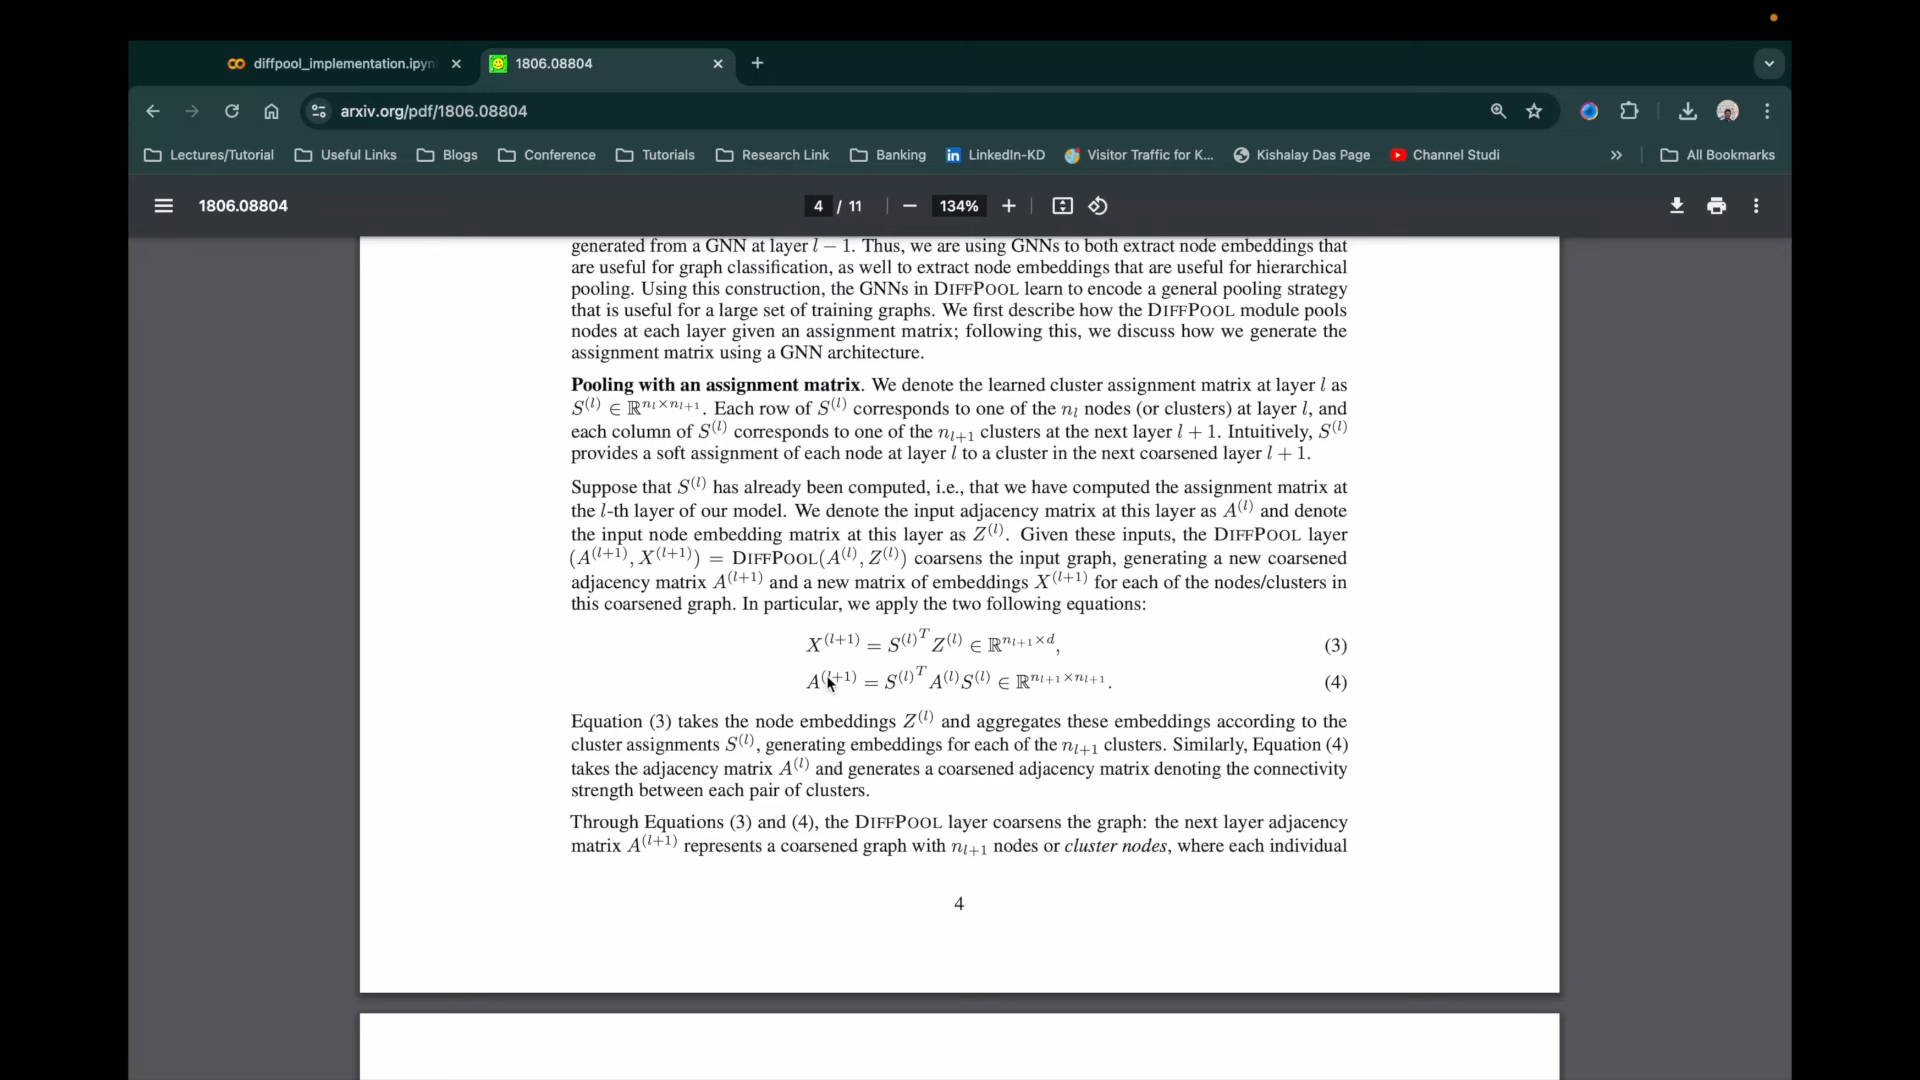 diffpool_implementation.ipyn
1806.08804
arxiv.org/pdf/1806.08804
Lectures/Tutorial
Useful Links
Blogs
Conference
Tutorials
Research Link
Banking
LinkedIn-KD
Visitor Traffic for K...
Kishalay Das Page
Channel Studi
All Bookmarks
1806.08804
4 / 11
134%
generated from a GNN at layer l − 1. Thus, we are using GNNs to both extract node embeddings that
are useful for graph classification, as well to extract node embeddings that are useful for hierarchical
pooling. Using this construction, the GNNs in DIFFPOOL learn to encode a general pooling strategy
that is useful for a large set of training graphs. We first describe how the DIFFPOOL module pools
nodes at each layer given an assignment matrix; following this, we discuss how we generate the
assignment matrix using a GNN architecture.
Pooling with an assignment matrix. We denote the learned cluster assignment matrix at layer l as
S^(l) ∈ ℝ^{n_l×n_{l+1}}. Each row of S^(l) corresponds to one of the n_l nodes (or clusters) at layer l, and
each column of S^(l) corresponds to one of the n_{l+1} clusters at the next layer l + 1. Intuitively, S^(l)
provides a soft assignment of each node at layer l to a cluster in the next coarsened layer l + 1.
Suppose that S^(l) has already been computed, i.e., that we have computed the assignment matrix at
the l-th layer of our model. We denote the input adjacency matrix at this layer as A^(l) and denote
the input node embedding matrix at this layer as Z^(l). Given these inputs, the DIFFPOOL layer
(A^(l+1), X^(l+1)) = DIFFPOOL(A^(l), Z^(l)) coarsens the input graph, generating a new coarsened
adjacency matrix A^(l+1) and a new matrix of embeddings X^(l+1) for each of the nodes/clusters in
this coarsened graph. In particular, we apply the two following equations:
X^(l+1) = S^(l)^T Z^(l) ∈ ℝ^{n_{l+1}×d}, (3)
A^(l+1) = S^(l)^T A^(l) S^(l) ∈ ℝ^{n_{l+1}×n_{l+1}}. (4)
Equation (3) takes the node embeddings Z^(l) and aggregates these embeddings according to the
cluster assignments S^(l), generating embeddings for each of the n_{l+1} clusters. Similarly, Equation (4)
takes the adjacency matrix A^(l) and generates a coarsened adjacency matrix denoting the connectivity
strength between each pair of clusters.
Through Equations (3) and (4), the DIFFPOOL layer coarsens the graph: the next layer adjacency
matrix A^(l+1) represents a coarsened graph with n_{l+1} nodes or cluster nodes, where each individual
4